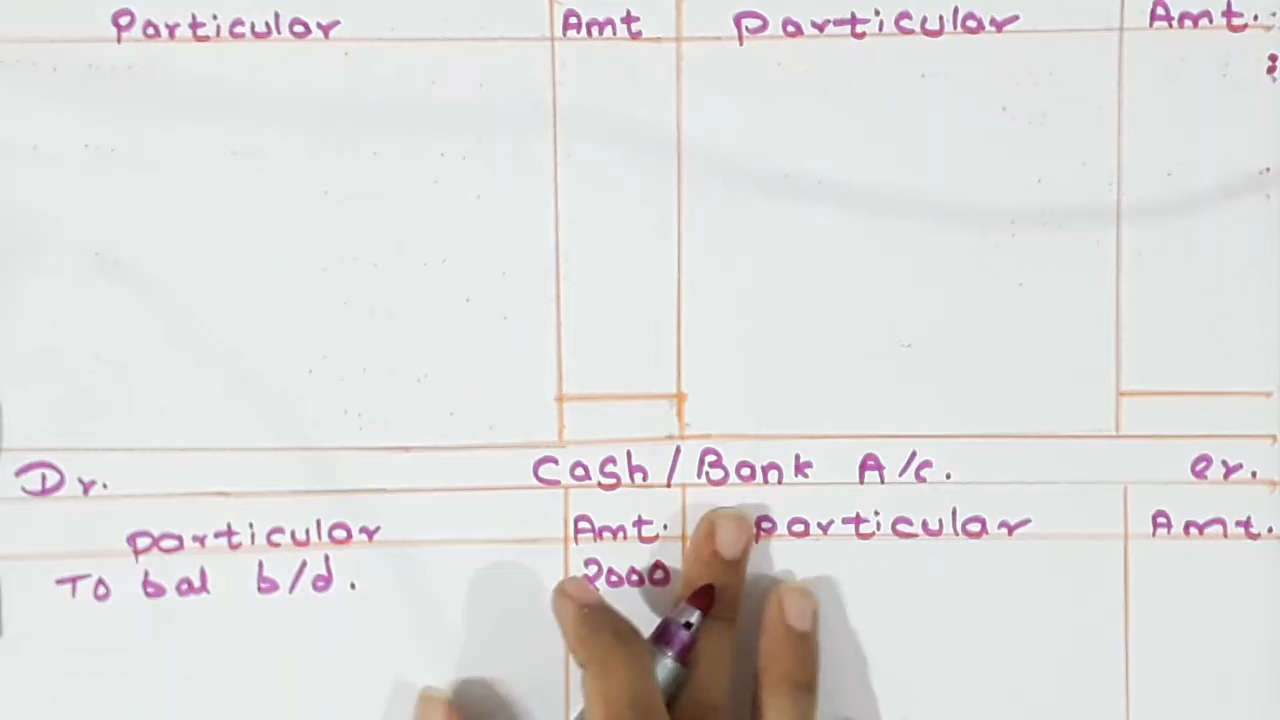 Particular Amt Particular Amt.
Dr. Cash/Bank A/c. cr.
particular Amt. particular Amt.
To bal b/d. 2000